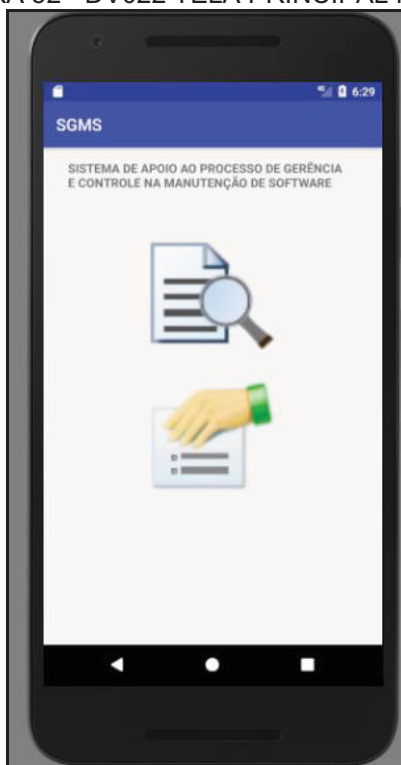 6:29
SGMS
SISTEMA DE APOIO AO PROCESSO DE GERÊNCIA
E CONTROLE NA MANUTENÇÃO DE SOFTWARE